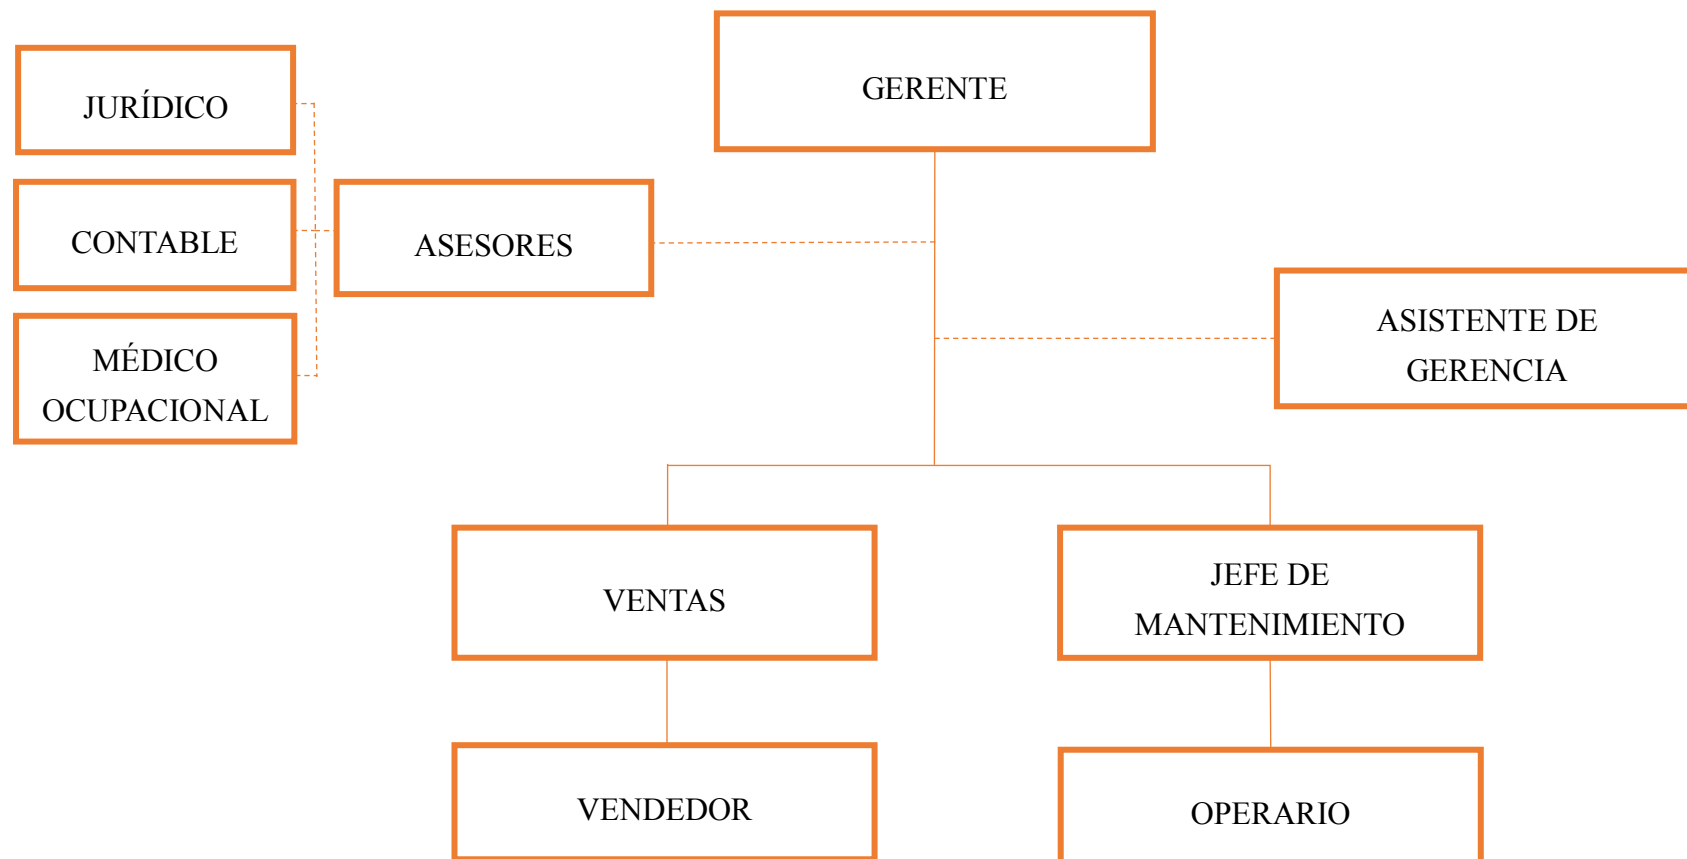 GERENTE
JURÍDICO
CONTABLE
ASESORES
MÉDICO
OCUPACIONAL
ASISTENTE DE
GERENCIA
VENTAS
JEFE DE
MANTENIMIENTO
VENDEDOR
OPERARIO